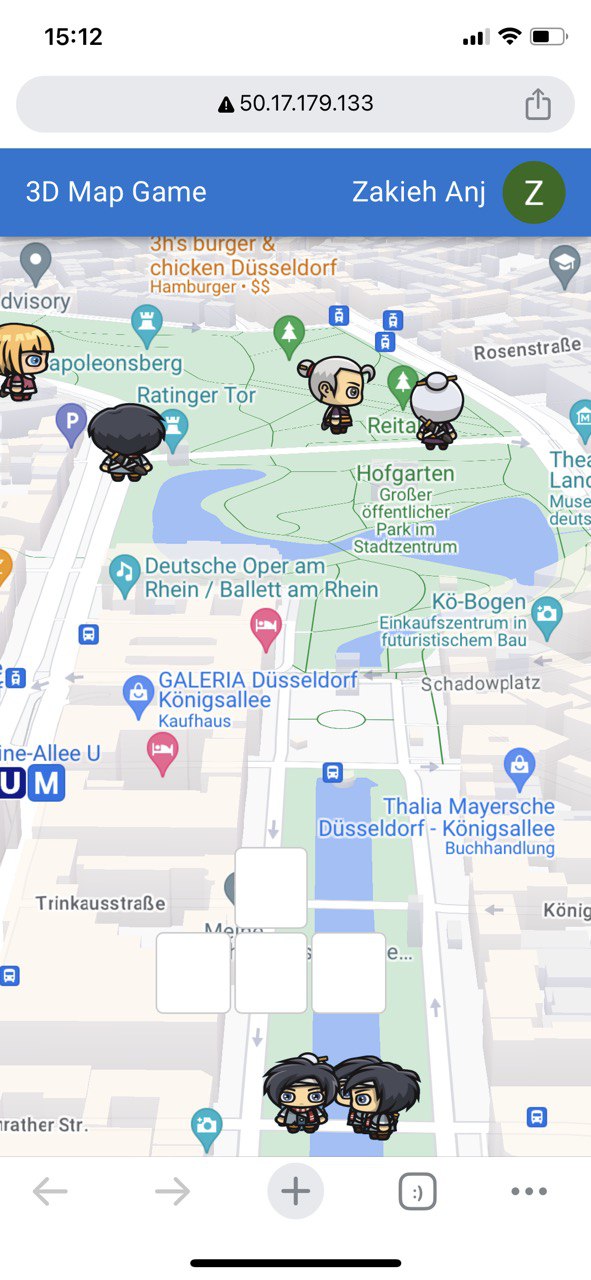 15:12
50.17.179.133
3D Map Game
Zakieh Anj
Z
3h's burger &
chicken Düsseldorf
Hamburger • $$
dvisory
apoleonsberg
Rosenstraße
Ratinger Tor
P
Reita
Thea
Land
Muse
deuts
Hofgarten
Großer
öffentlicher
Park im
Stadtzentrum
Deutsche Oper am
Rhein / Ballett am Rhein
Kö-Bogen
Einkaufszentrum in
futuristischem Bau
GALERIA Düsseldorf
Königsallee
Kaufhaus
Schadowplatz
ine-Allee U
U M
Thalia Mayersche
Düsseldorf - Königsallee
Buchhandlung
Trinkausstraße
König
Meine
e...
rather Str.
:)